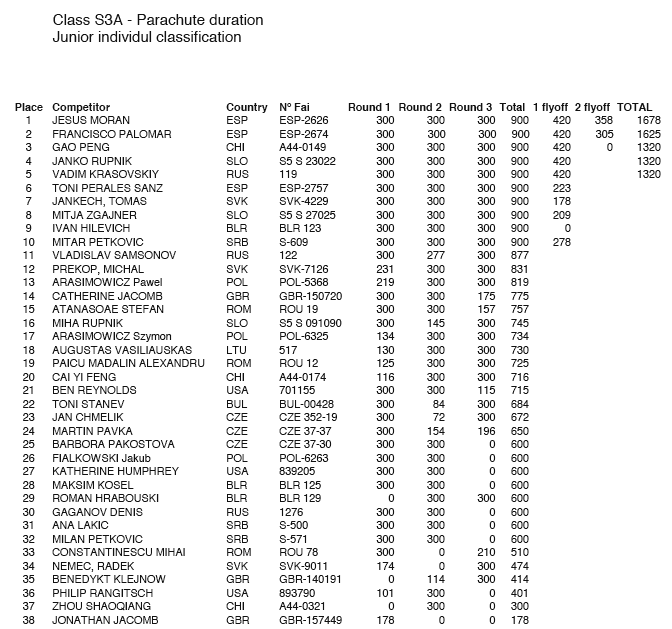 Class S3A - Parachute duration
Junior individul classification
Place Competitor Country Nº Fai Round 1 Round 2 Round 3 Total 1 flyoff 2 flyoff TOTAL
1 JESUS MORAN ESP ESP-2626 300 300 300 900 420 358 1678
2 FRANCISCO PALOMAR ESP ESP-2674 300 300 300 900 420 305 1625
3 GAO PENG CHI A44-0149 300 300 300 900 420 0 1320
4 JANKO RUPNIK SLO S5 S 23022 300 300 300 900 420 1320
5 VADIM KRASOVSKIY RUS 119 300 300 300 900 420 1320
6 TONI PERALES SANZ ESP ESP-2757 300 300 300 900 223
7 JANKECH, TOMAS SVK SVK-4229 300 300 300 900 178
8 MITJA ZGAJNER SLO S5 S 27025 300 300 300 900 209
9 IVAN HILEVICH BLR BLR 123 300 300 300 900 0
10 MITAR PETKOVIC SRB S-609 300 300 300 900 278
11 VLADISLAV SAMSONOV RUS 122 300 277 300 877
12 PREKOP, MICHAL SVK SVK-7126 231 300 300 831
13 ARASIMOWICZ Pawel POL POL-5368 219 300 300 819
14 CATHERINE JACOMB GBR GBR-150720 300 300 175 775
15 ATANASOAE STEFAN ROM ROU 19 300 300 157 757
16 MIHA RUPNIK SLO S5 S 091090 300 145 300 745
17 ARASIMOWICZ Szymon POL POL-6325 134 300 300 734
18 AUGUSTAS VASILIAUSKAS LTU 517 130 300 300 730
19 PAICU MADALIN ALEXANDRU ROM ROU 12 125 300 300 725
20 CAI YI FENG CHI A44-0174 116 300 300 716
21 BEN REYNOLDS USA 701155 300 300 115 715
22 TONI STANEV BUL BUL-00428 300 84 300 684
23 JAN CHMELIK CZE CZE 352-19 300 72 300 672
24 MARTIN PAVKA CZE CZE 37-37 300 154 196 650
25 BARBORA PAKOSTOVA CZE CZE 37-30 300 300 0 600
26 FIALKOWSKI Jakub POL POL-6263 300 300 0 600
27 KATHERINE HUMPHREY USA 839205 300 300 0 600
28 MAKSIM KOSEL BLR BLR 125 300 300 0 600
29 ROMAN HRABOUSKI BLR BLR 129 0 300 300 600
30 GAGANOV DENIS RUS 1276 300 300 0 600
31 ANA LAKIC SRB S-500 300 300 0 600
32 MILAN PETKOVIC SRB S-571 300 300 0 600
33 CONSTANTINESCU MIHAI ROM ROU 78 300 0 210 510
34 NEMEC, RADEK SVK SVK-9011 174 0 300 474
35 BENEDYKT KLEJNOW GBR GBR-140191 0 114 300 414
36 PHILIP RANGITSCH USA 893790 101 300 0 401
37 ZHOU SHAOQIANG CHI A44-0321 0 300 0 300
38 JONATHAN JACOMB GBR GBR-157449 178 0 0 178